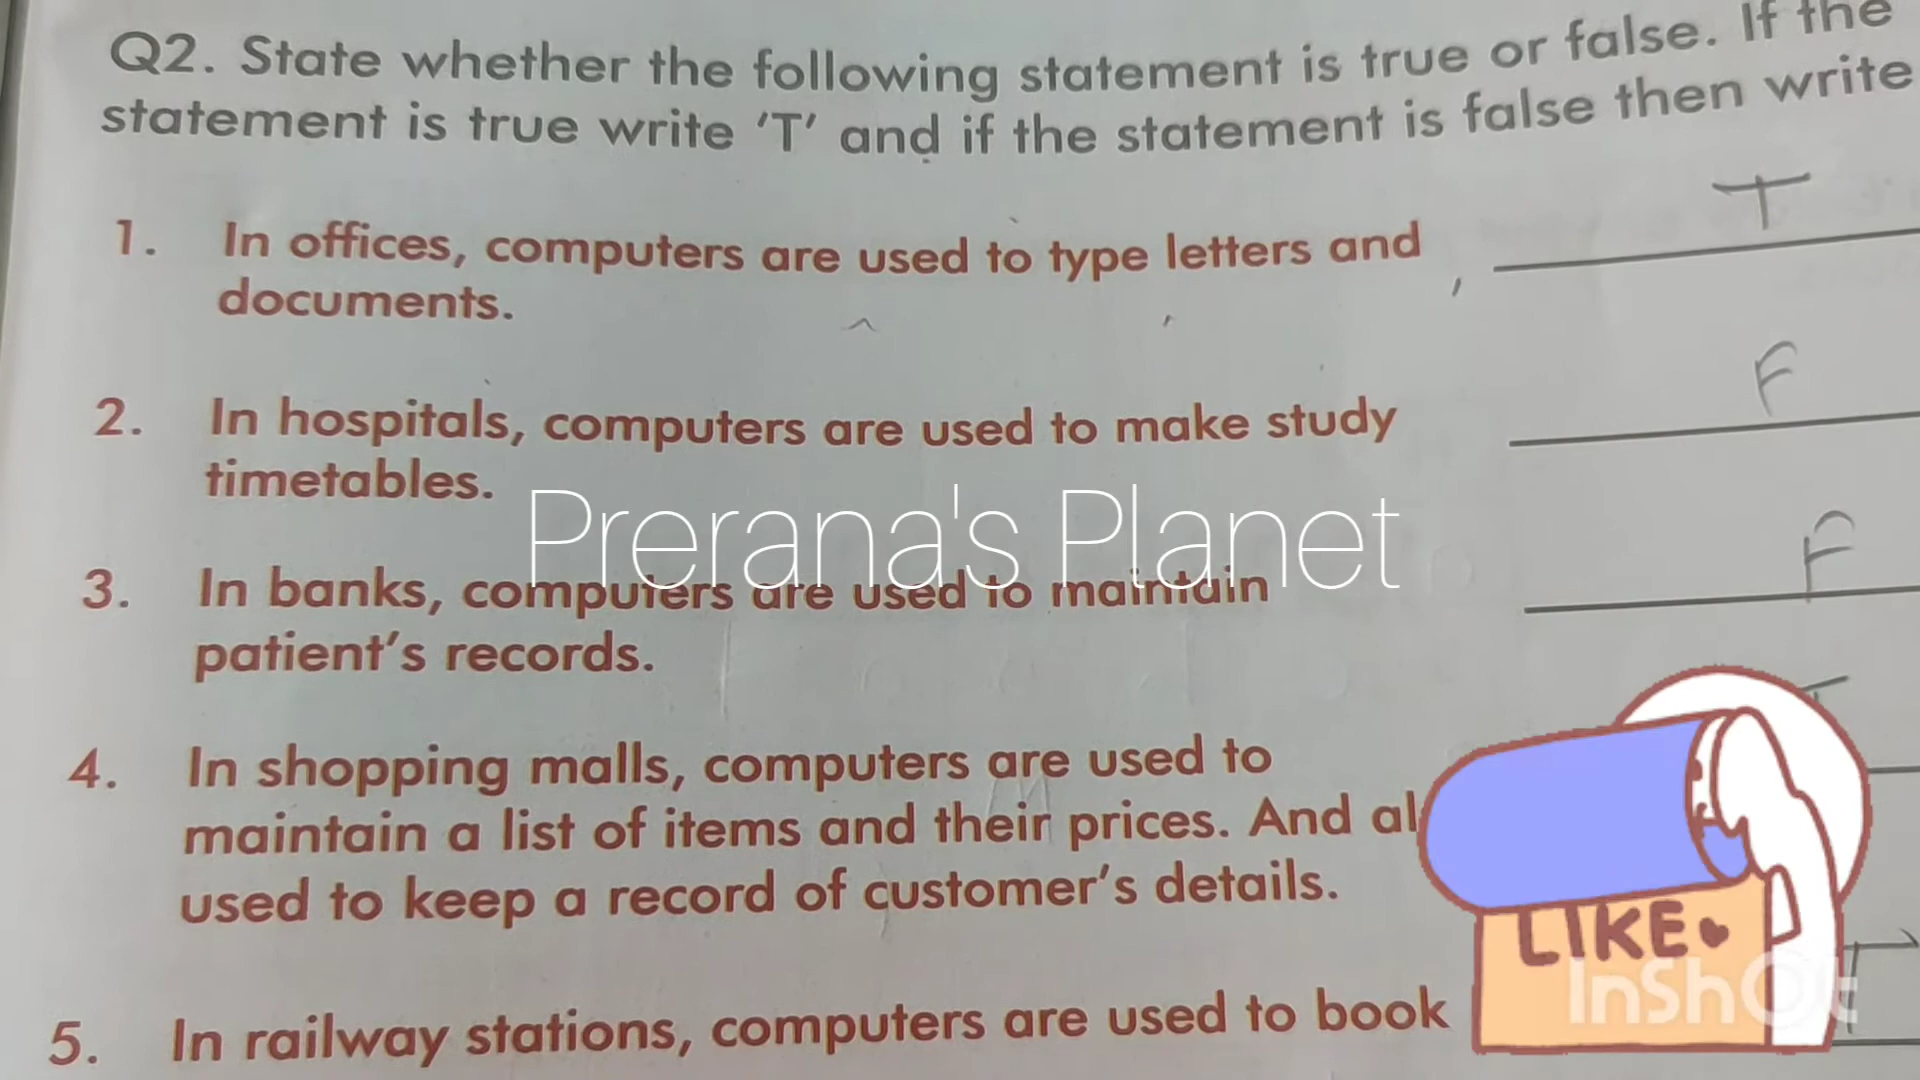 Q2. State whether the following statement is true or false. If the
statement is true write 'T' and if the statement is false then write
1. In offices, computers are used to type letters and
documents.
T
2. In hospitals, computers are used to make study
timetables.
F
Prerana's Planet
3. In banks, computers are used to maintain
patient's records.
F
4. In shopping malls, computers are used to
maintain a list of items and their prices. And al
used to keep a record of customer's details.
LIKE
InShOt
5. In railway stations, computers are used to book